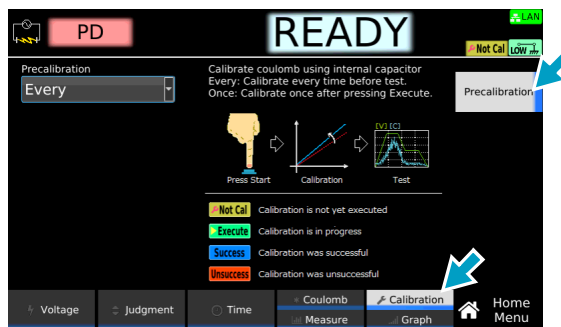 PD
READY
LAN
Not Cal
LOW
Precalibration
Every
Calibrate coulomb using internal capacitor
Every: Calibrate every time before test.
Once: Calibrate once after pressing Execute.
Precalibration
[V] [C]
Press Start
Calibration
Test
Not Cal
Calibration is not yet executed
Execute
Calibration is in progress
Success
Calibration was successful
Unsuccess
Calibration was unsuccessful
Voltage
Judgment
Time
Coulomb
Measure
Calibration
Graph
Home
Menu